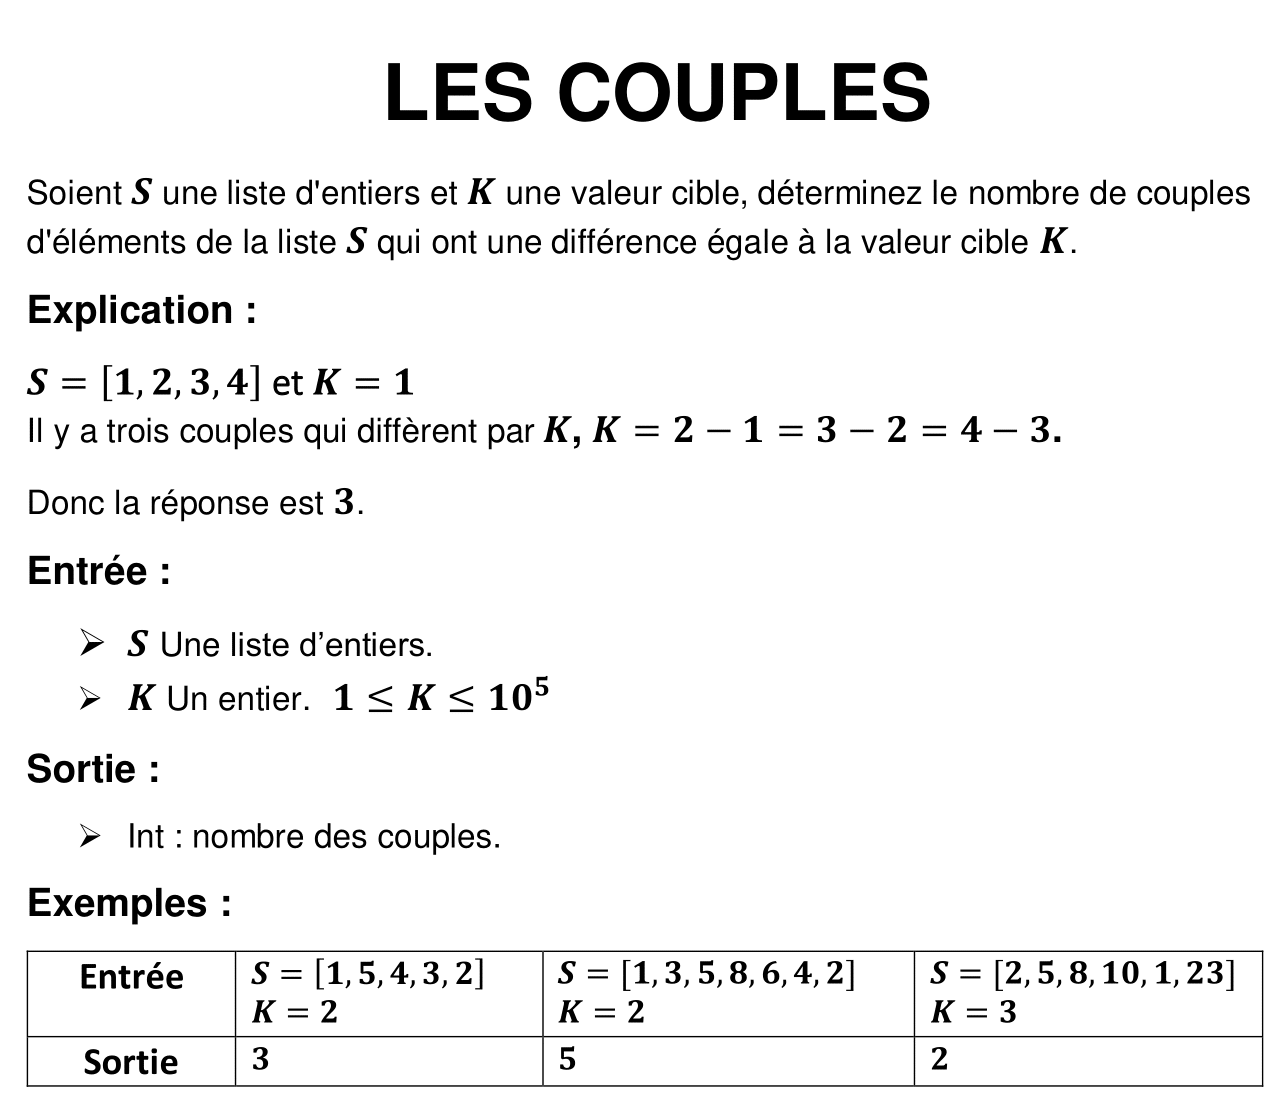 LES COUPLES
Soient S une liste d'entiers et K une valeur cible, déterminez le nombre de couples
d'éléments de la liste S qui ont une différence égale à la valeur cible K.
Explication :
S = [1, 2, 3, 4] et K = 1
Il y a trois couples qui diffèrent par K, K = 2 − 1 = 3 − 2 = 4 − 3.
Donc la réponse est 3.
Entrée :
➢ S Une liste d’entiers.
➢ K Un entier. 1 ≤ K ≤ 10⁵
Sortie :
➢ Int : nombre des couples.
Exemples :
Entrée S = [1, 5, 4, 3, 2] S = [1, 3, 5, 8, 6, 4, 2] S = [2, 5, 8, 10, 1, 23]
K = 2 K = 2 K = 3
Sortie 3 5 2